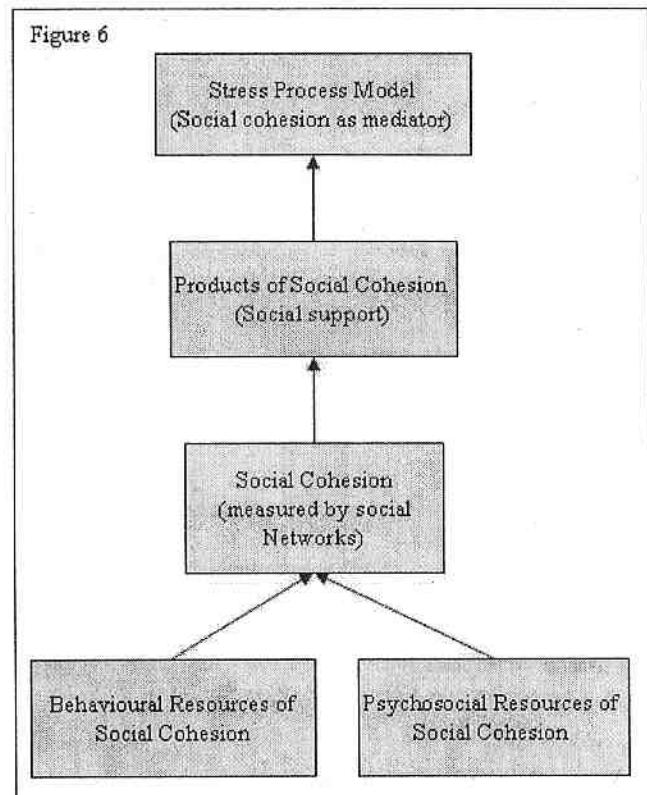 Figure 6
Stress Process Model
(Social cohesion as mediator)
Products of Social Cohesion
(Social support)
Social Cohesion
(measured by social
Networks)
Behavioural Resources of
Social Cohesion
Psychosocial Resources of
Social Cohesion